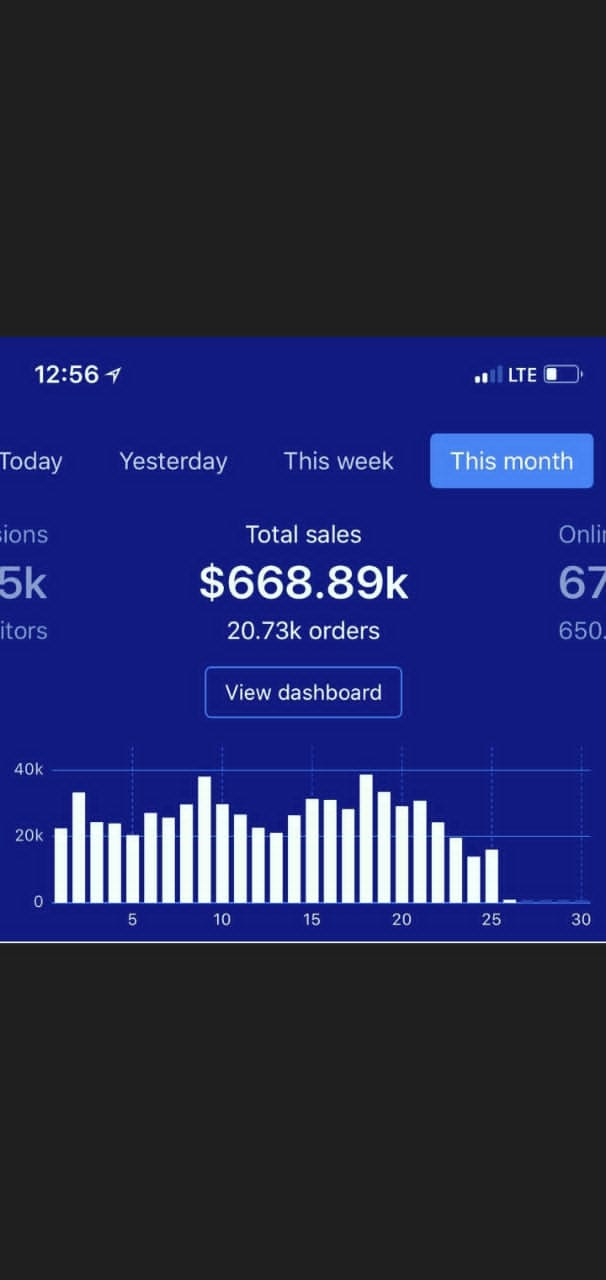 12:56 LTE
Today Yesterday This week This month
sions Total sales Onlin
5k $668.89k 67
itors 20.73k orders 650.
View dashboard
40k
20k
0
5 10 15 20 25 30